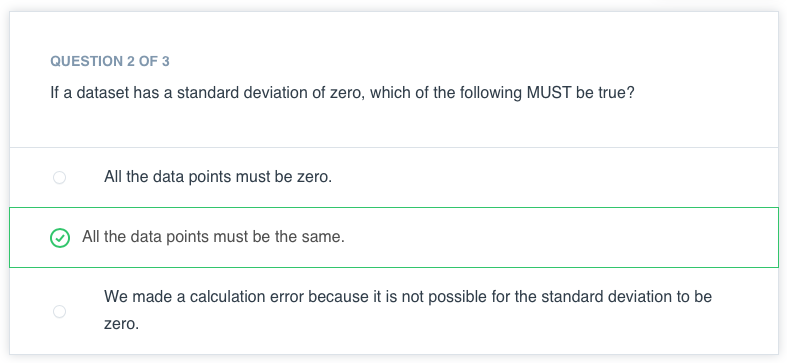 QUESTION 2 OF 3
If a dataset has a standard deviation of zero, which of the following MUST be true?
All the data points must be zero.
All the data points must be the same.
We made a calculation error because it is not possible for the standard deviation to be
zero.